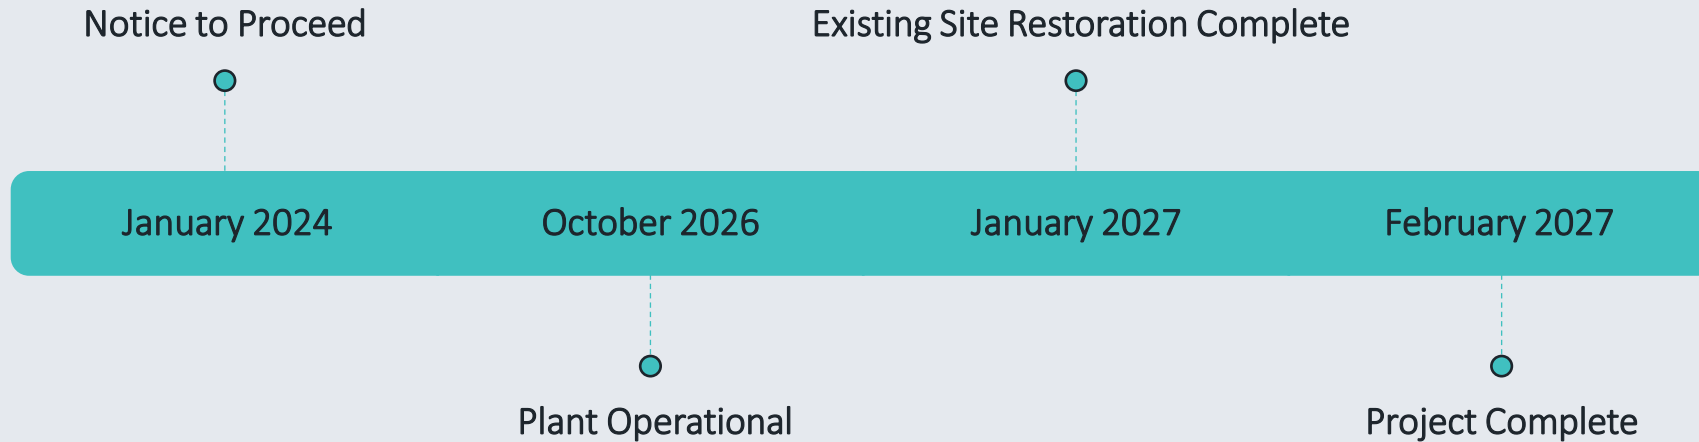 Notice to Proceed
Existing Site Restoration Complete
January 2024
October 2026
January 2027
February 2027
Plant Operational
Project Complete